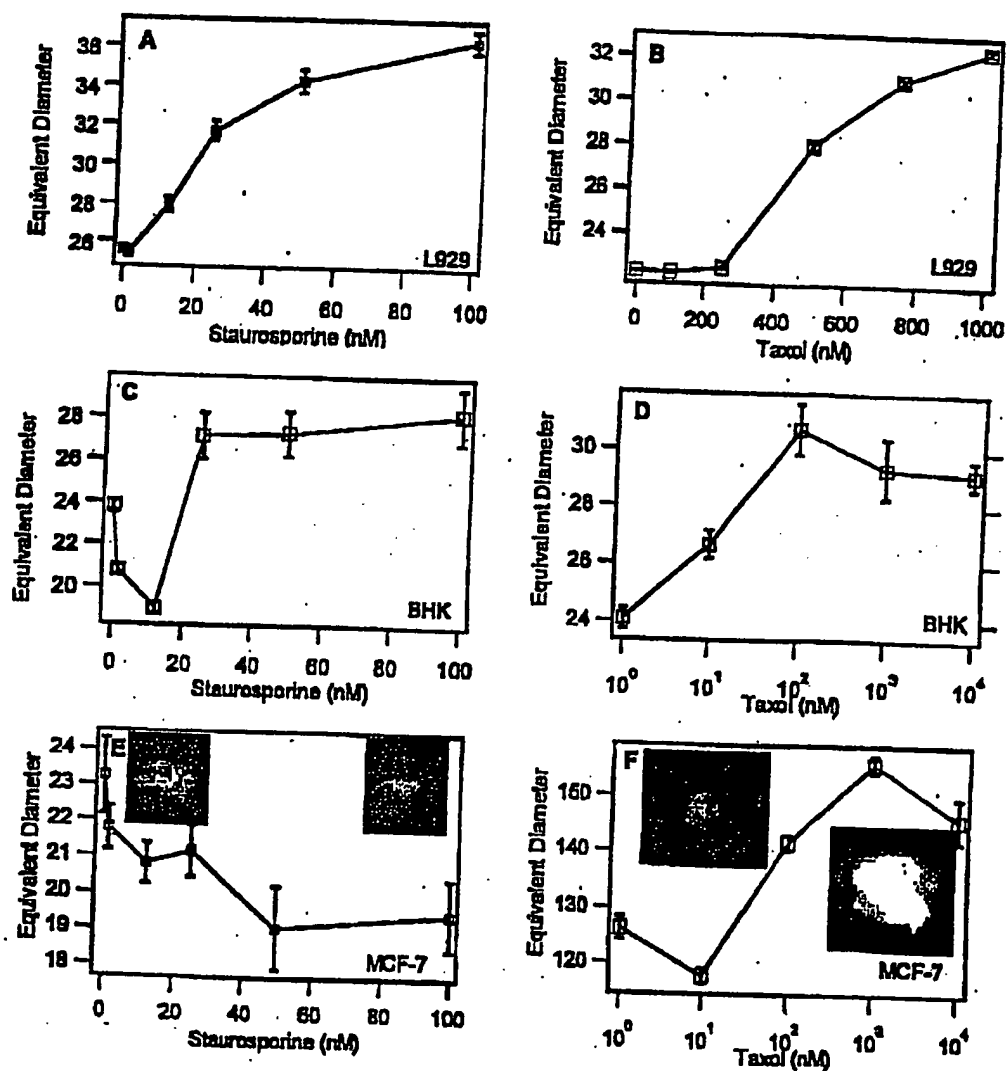 A
Equivalent Diameter
36
34
32
30
28
26
L929
0 20 40 60 80 100
Staurosporine (nM)
B
Equivalent Diameter
32
30
28
26
24
L929
0 200 400 600 800 1000
Taxol (nM)
C
Equivalent Diameter
28
26
24
22
20
BHK
0 20 40 60 80 100
Staurosporine (nM)
D
Equivalent Diameter
30
28
26
24
BHK
10⁰ 10¹ 10² 10³ 10⁴
Taxol (nM)
E
Equivalent Diameter
24
23
22
21
20
19
18
MCF-7
0 20 40 60 80 100
Staurosporine (nM)
F
Equivalent Diameter
150
140
130
120
MCF-7
10⁰ 10¹ 10² 10³ 10⁴
Taxol (nM)